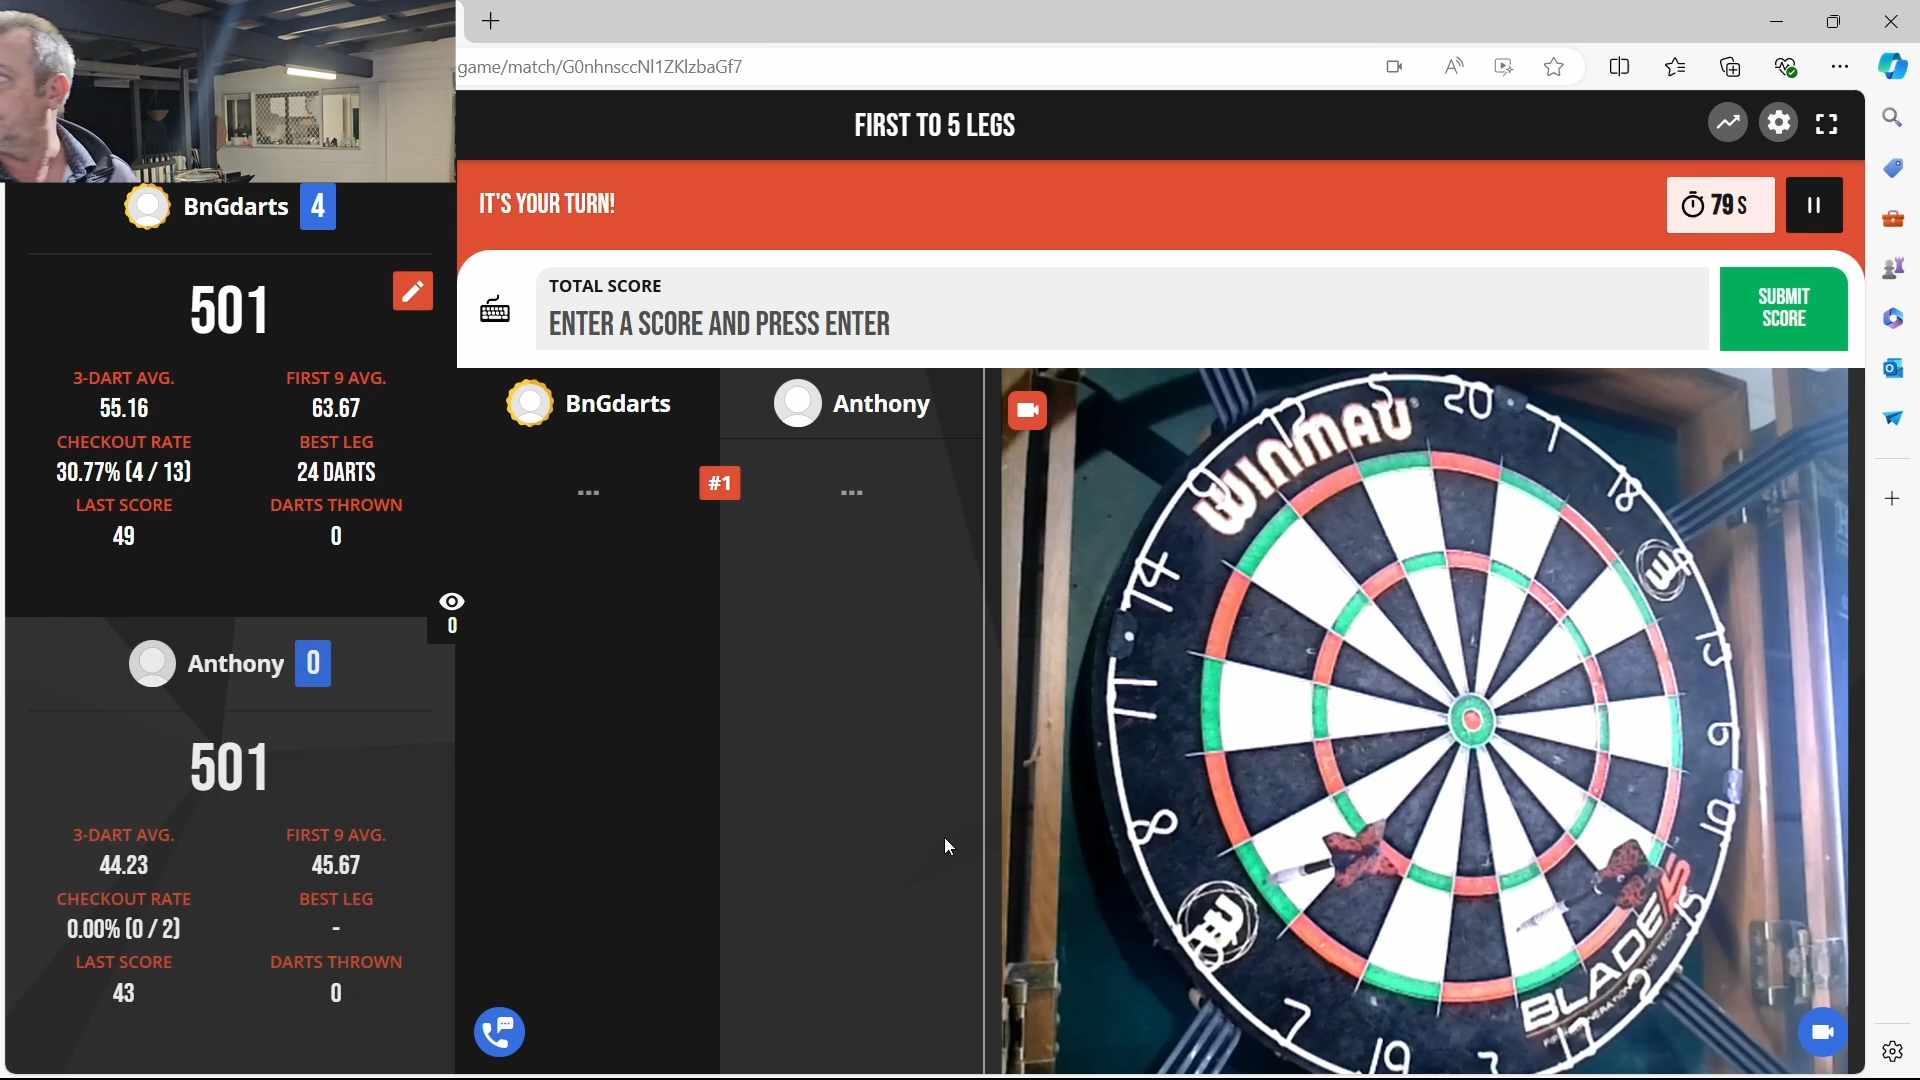 game/match/G0nhnsccNl1ZKlzbaGf7
FIRST TO 5 LEGS
IT'S YOUR TURN!
79 S
TOTAL SCORE
ENTER A SCORE AND PRESS ENTER
SUBMIT
SCORE
BnGdarts 4
501
3-DART AVG. FIRST 9 AVG.
55.16 63.67
CHECKOUT RATE BEST LEG
30.77% (4 / 13) 24 DARTS
LAST SCORE DARTS THROWN
49 0
0
Anthony 0
501
3-DART AVG. FIRST 9 AVG.
44.23 45.67
CHECKOUT RATE BEST LEG
0.00% (0 / 2) -
LAST SCORE DARTS THROWN
43 0
BnGdarts Anthony
--- #1 ---
WINMAU
20
1
18
13
6
10
15
2
17
3
19
7
8
11
14
9
5
BLADE 5